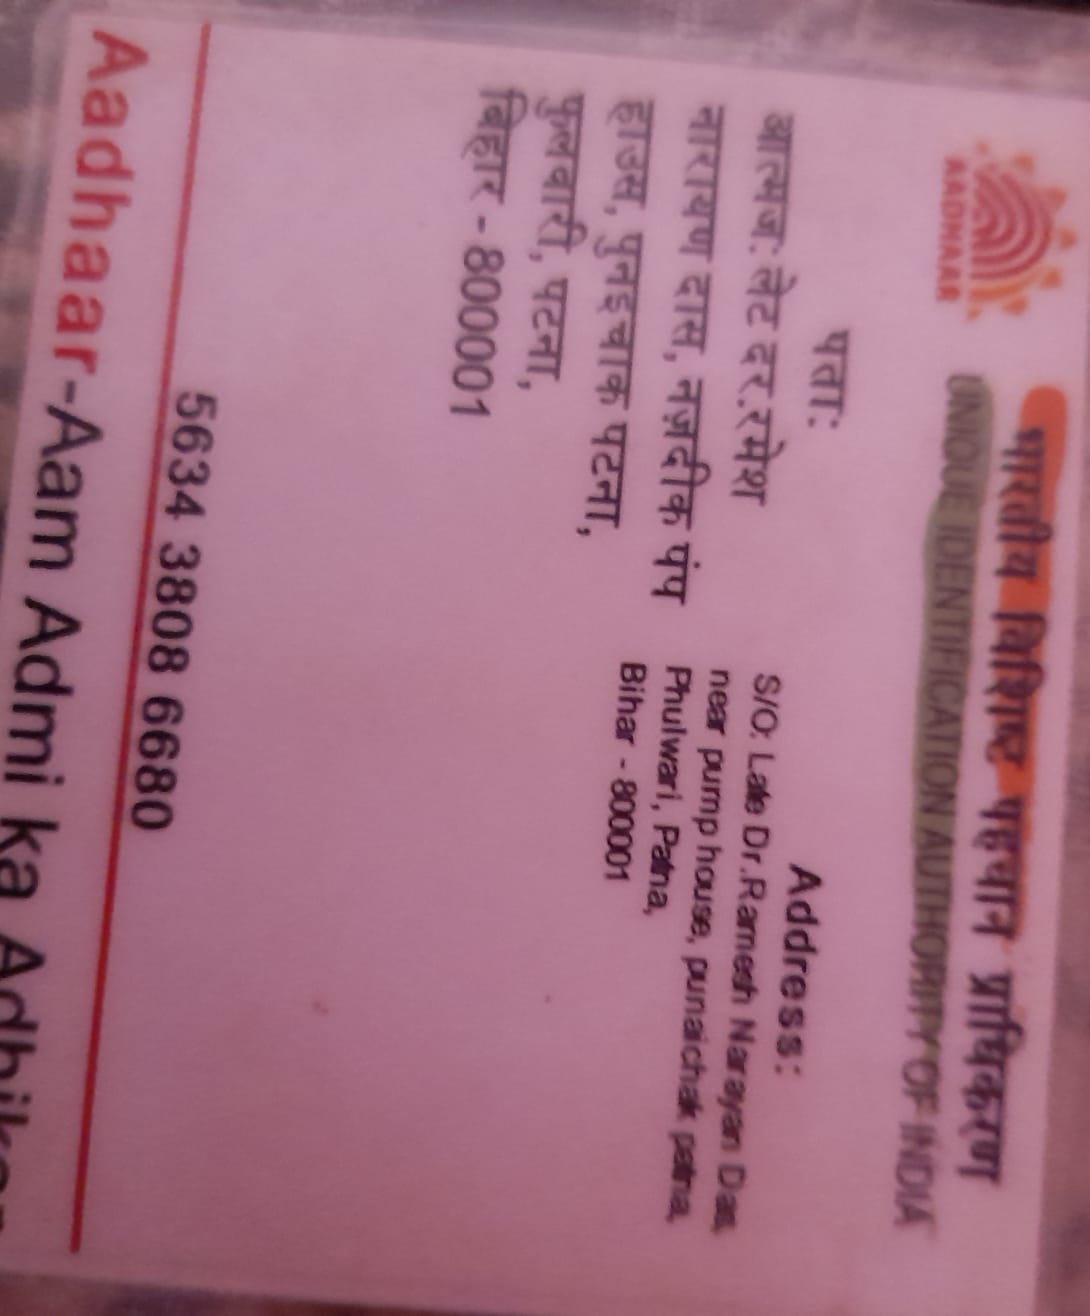 भारतीय विशिष्ट पहचान प्राधिकरण
UNIQUE IDENTIFICATION AUTHORITY OF INDIA
AADHAAR
पता:
आत्मज: लेट दर.रमेश
नारायण दास, नज़दीक पंप
हाउस, पुनइचाक पटना,
फुलवारी, पटना,
बिहार - 800001
Address:
S/O: Late Dr.Ramesh Narayan Das,
near pump house, punaichak patna,
Phulwari, Patna,
Bihar - 800001
5634 3808 6680
Aadhaar-Aam Admi ka